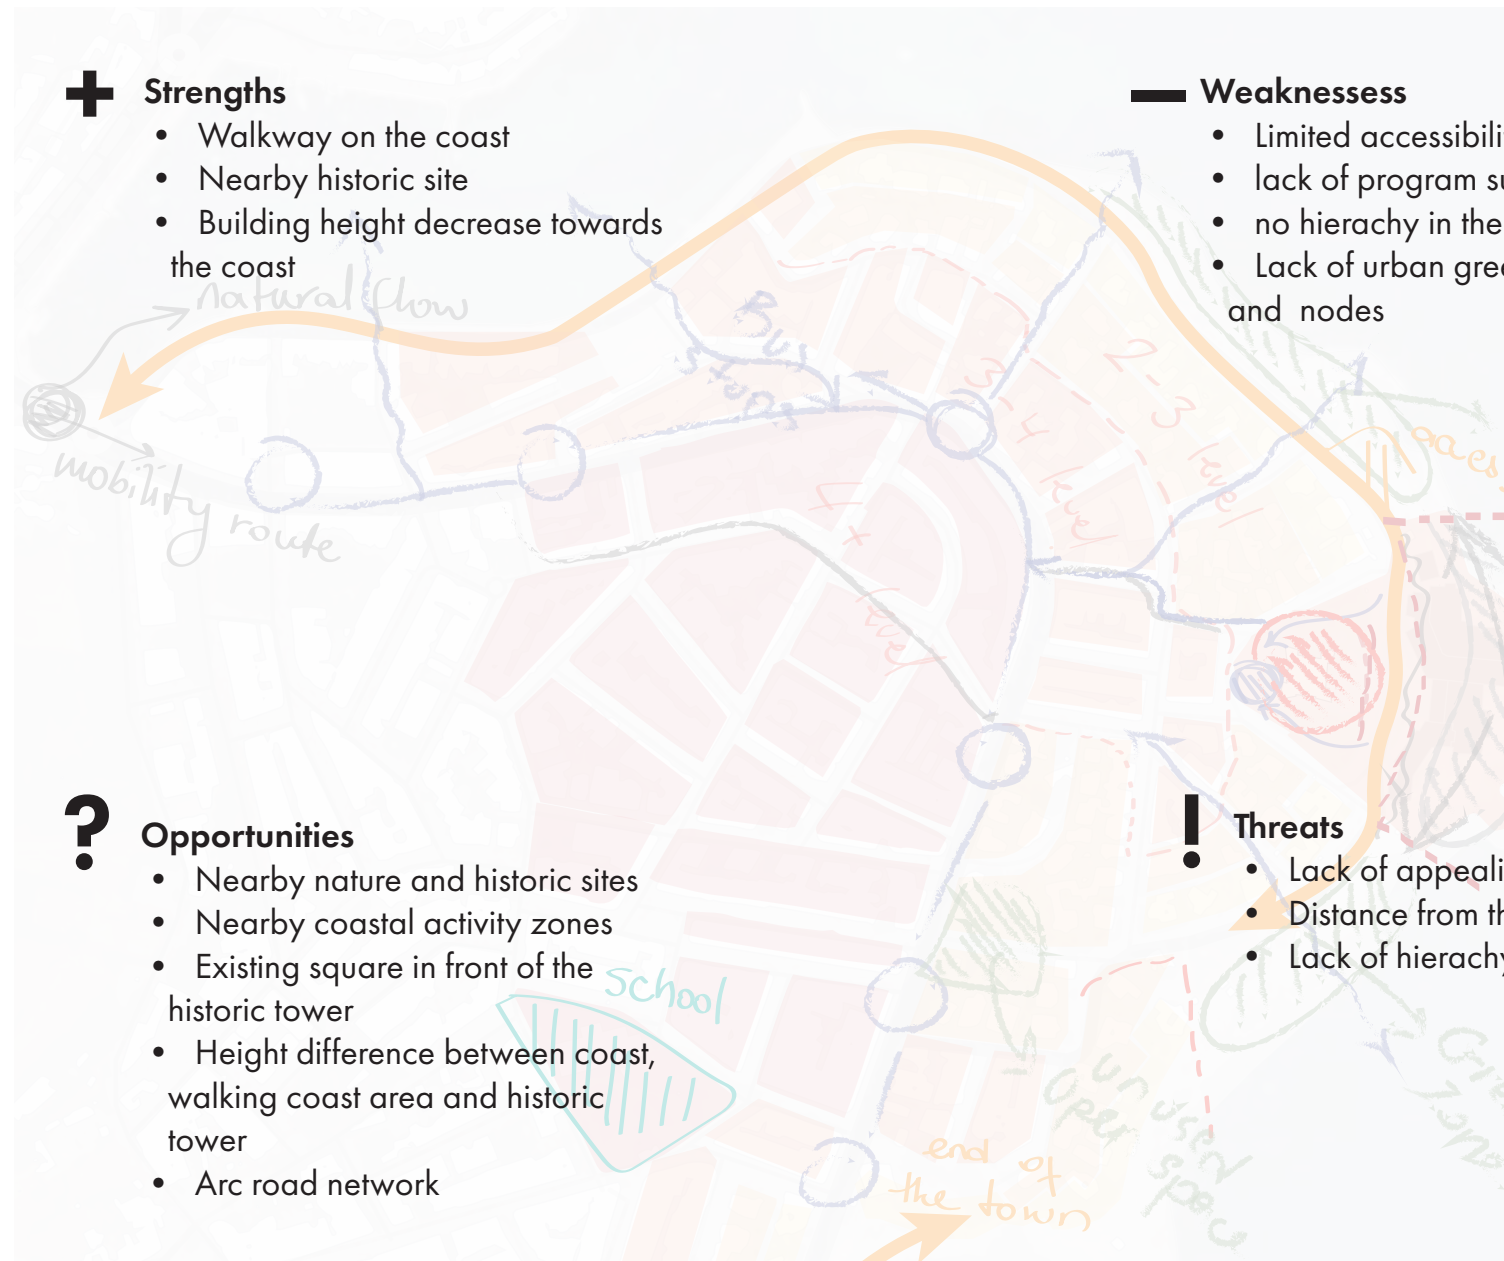 Strengths
• Walkway on the coast
• Nearby historic site
• Building height decrease towards
the coast
Weaknessess
• Limited accessibili
• lack of program su
• no hierachy in the
• Lack of urban gree
and nodes
natural flow
mobility route
Bus
stops
3-4 level
2-3 level
4+
level
Opportunities
• Nearby nature and historic sites
• Nearby coastal activity zones
• Existing square in front of the
historic tower
• Height difference between coast,
walking coast area and historic
tower
• Arc road network
Threats
• Lack of appeali
• Distance from th
• Lack of hierachy
school
unused
open
space
end of
the town
zone